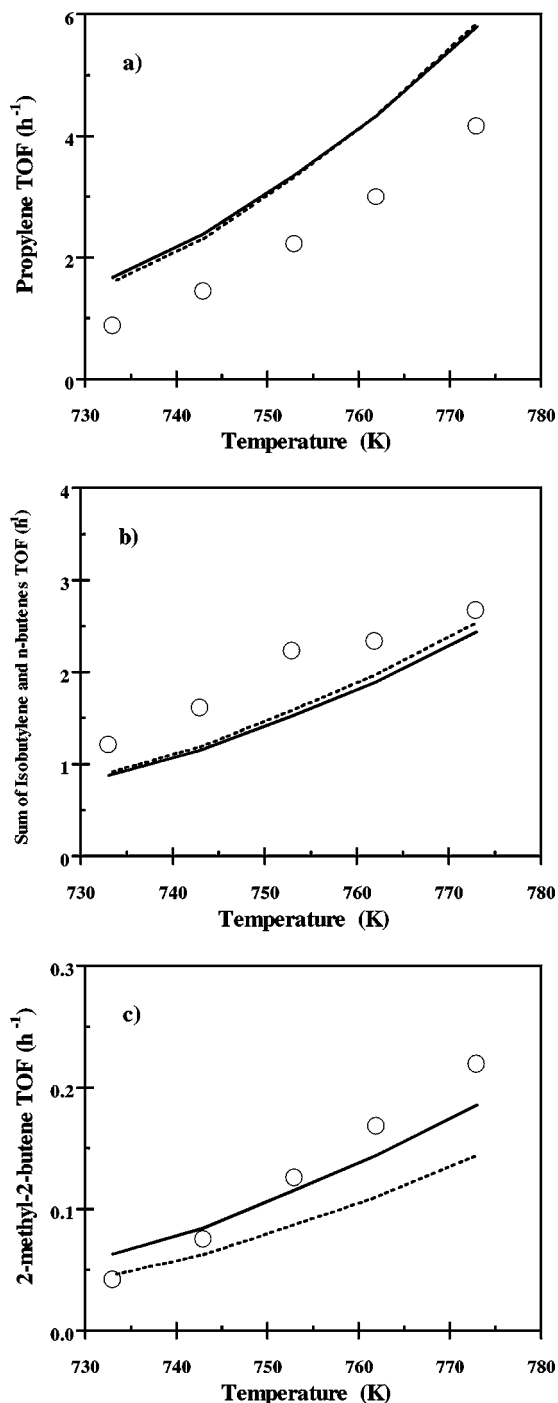 6
a)
4
Propylene TOF (h⁻¹)
2
0
730 740 750 760 770 780
Temperature (K)
4
b)
3
Sum of Isobutylene and n-butenes TOF (h¹)
2
1
0
730 740 750 760 770 780
Temperature (K)
0.3
c)
0.2
2-methyl-2-butene TOF (h⁻¹)
0.1
0.0
730 740 750 760 770 780
Temperature (K)